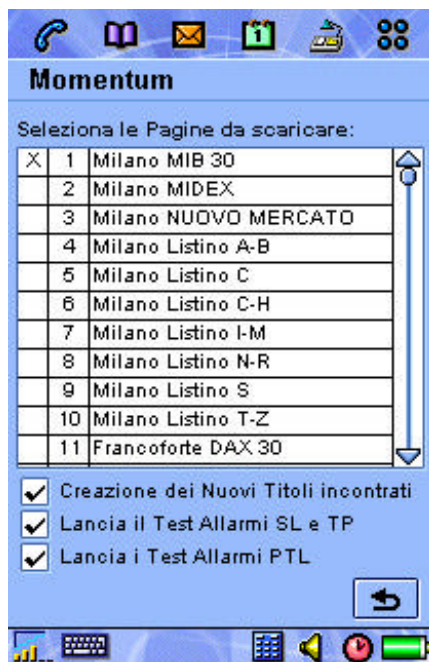 1
Momentum
Seleziona le Pagine da scaricare:
X 1 Milano MIB 30
2 Milano MIDEX
3 Milano NUOVO MERCATO
4 Milano Listino A-B
5 Milano Listino C
6 Milano Listino C-H
7 Milano Listino I-M
8 Milano Listino N-R
9 Milano Listino S
10 Milano Listino T-Z
11 Francoforte DAX 30
Creazione dei Nuovi Titoli incontrati
Lancia il Test Allarmi SL e TP
Lancia i Test Allarmi PTL